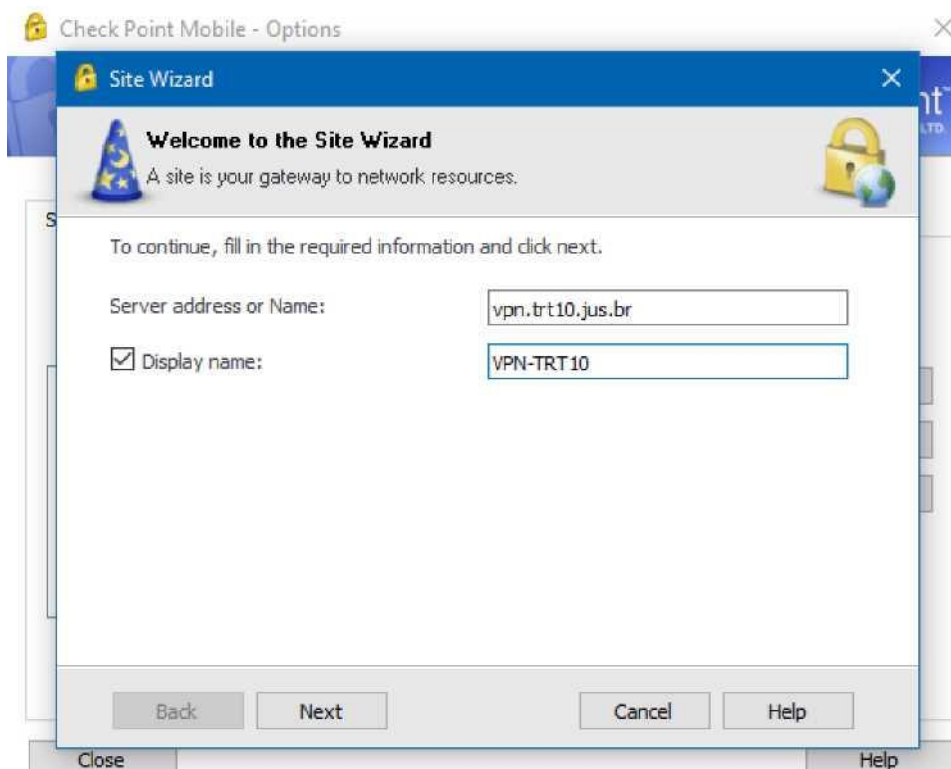 Check Point Mobile - Options
Site Wizard
Welcome to the Site Wizard
A site is your gateway to network resources.
To continue, fill in the required information and click next.
Server address or Name: vpn.trt10.jus.br
Display name: VPN-TRT10
Back Next Cancel Help
Close Help